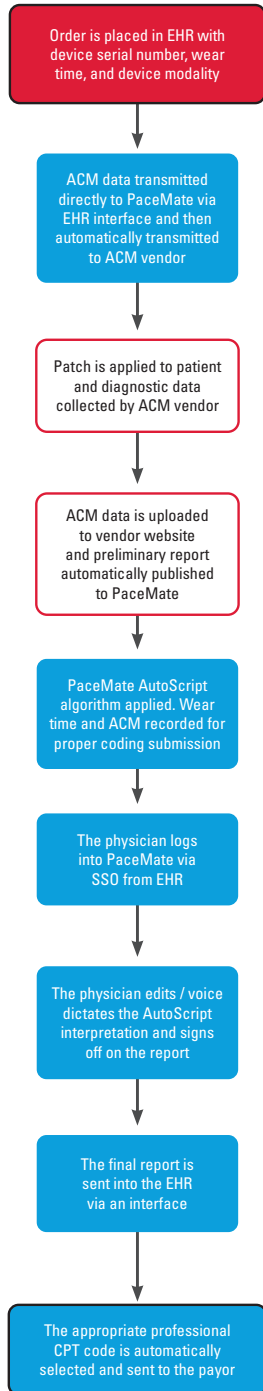 Order is placed in EHR with
device serial number, wear
time, and device modality
ACM data transmitted
directly to PaceMate via
EHR interface and then
automatically transmitted
to ACM vendor
Patch is applied to patient
and diagnostic data
collected by ACM vendor
ACM data is uploaded
to vendor website
and preliminary report
automatically published
to PaceMate
PaceMate AutoScript
algorithm applied. Wear
time and ACM recorded for
proper coding submission
The physician logs
into PaceMate via
SSO from EHR
The physician edits / voice
dictates the AutoScript
interpretation and signs
off on the report
The final report is
sent into the EHR
via an interface
The appropriate professional
CPT code is automatically
selected and sent to the payor